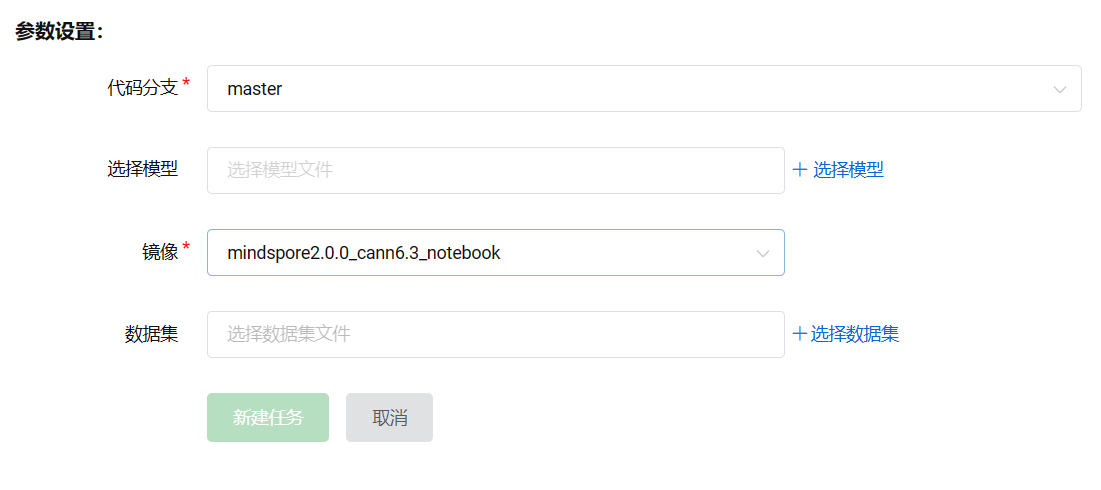 参数设置：
代码分支 * master
选择模型 选择模型文件 + 选择模型
镜像 * mindspore2.0.0_cann6.3_notebook
数据集 选择数据集文件 + 选择数据集
新建任务 取消